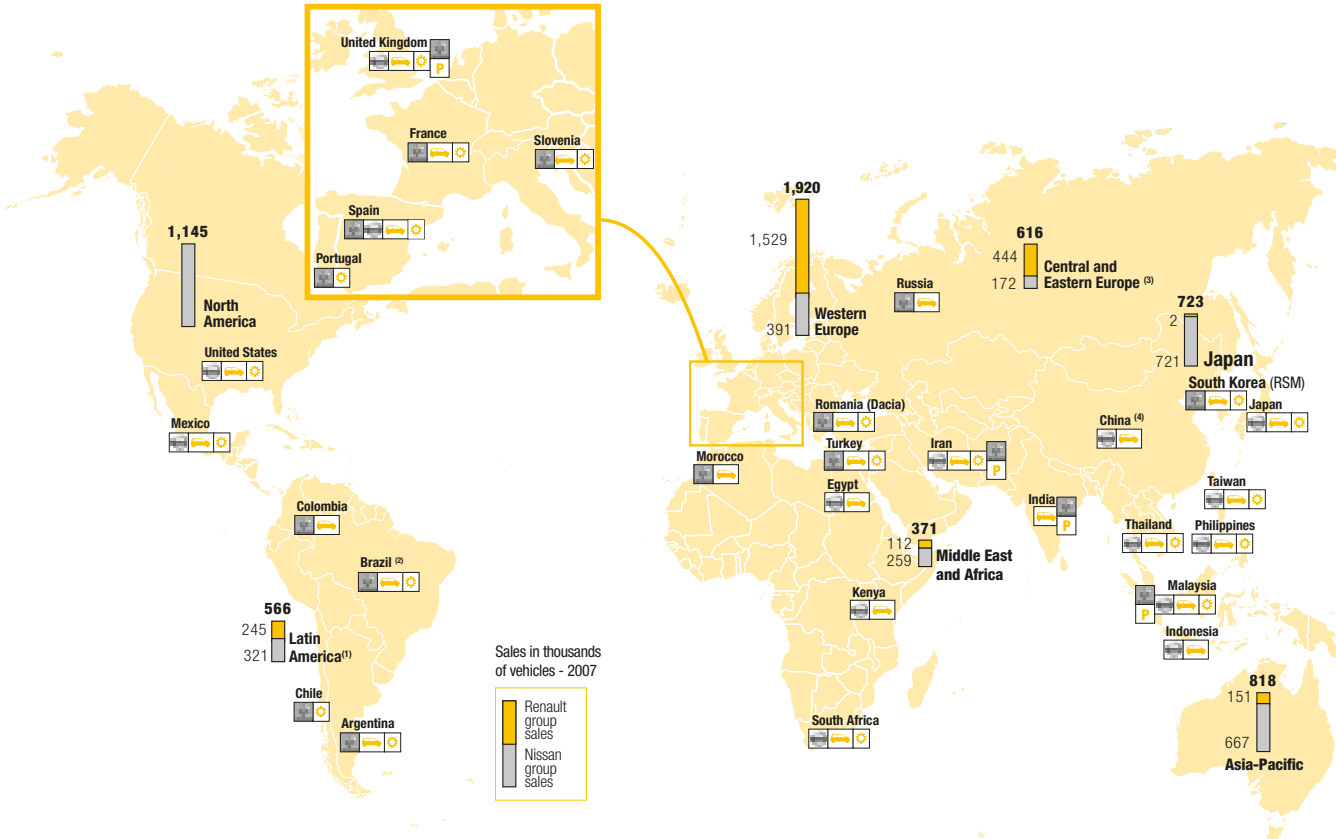 United Kingdom
P
France
Slovenia
Spain
Portugal
1,145
North
America
United States
Mexico
1,920
1,529
391
Western
Europe
616
444
172
Central and
Eastern Europe (3)
Russia
723
2
721
Japan
South Korea (RSM)
Japan
China (4)
Romania (Dacia)
Turkey
Iran
P
Morocco
Egypt
India
P
Taiwan
Thailand
Philippines
Colombia
Brazil (2)
371
112
259
Middle East
and Africa
Kenya
Malaysia
P
Indonesia
566
245
321
Latin
America(1)
Chile
Argentina
Sales in thousands
of vehicles - 2007
Renault
group
sales
Nissan
group
sales
South Africa
818
151
667
Asia-Pacific